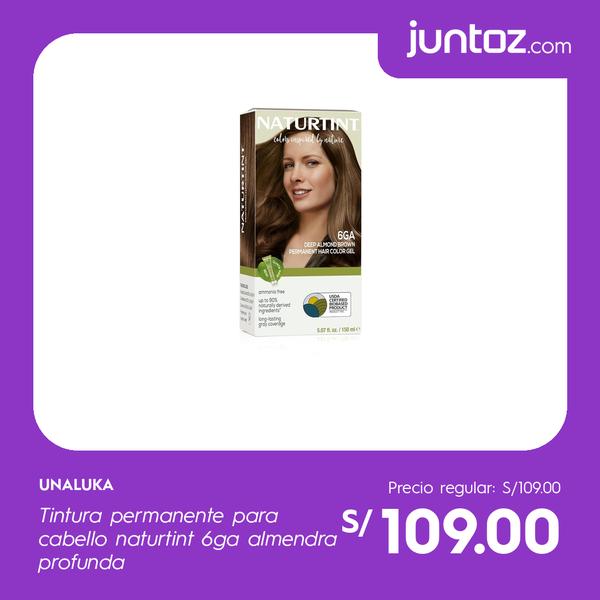 juntoz.com
NATURTINT
color inspired by nature
NATURTINT
6GA
DEEP ALMOND BROWN
PERMANENT HAIR COLOR GEL
ammonia free
up to 90%
naturally derived
ingredients
long-lasting
gray coverage
USDA
CERTIFIED
BIOBASED
PRODUCT
5.07 fl. oz. / 150 ml e
UNALUKA
Tintura permanente para
cabello naturtint 6ga almendra
profunda
Precio regular: S/109.00
S/ 109.00